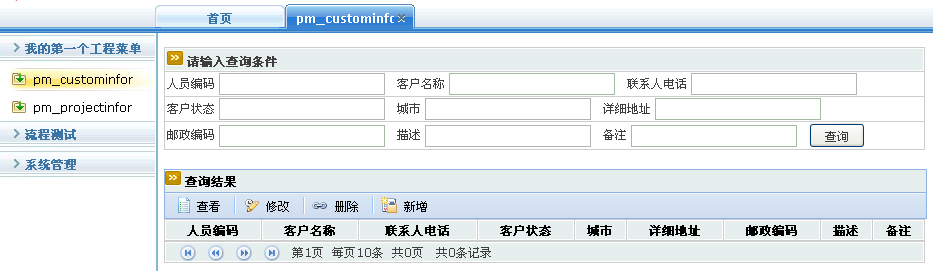 首页 pm_custominfc
我的第一个工程菜单
pm_custominfor
pm_projectinfor
流程测试
系统管理
请输入查询条件
人员编码 客户名称 联系人电话
客户状态 城市 详细地址
邮政编码 描述 备注 查询
查询结果
查看 修改 删除 新增
人员编码 客户名称 联系人电话 客户状态 城市 详细地址 邮政编码 描述 备注
第1页 每页10条 共0页 共0条记录